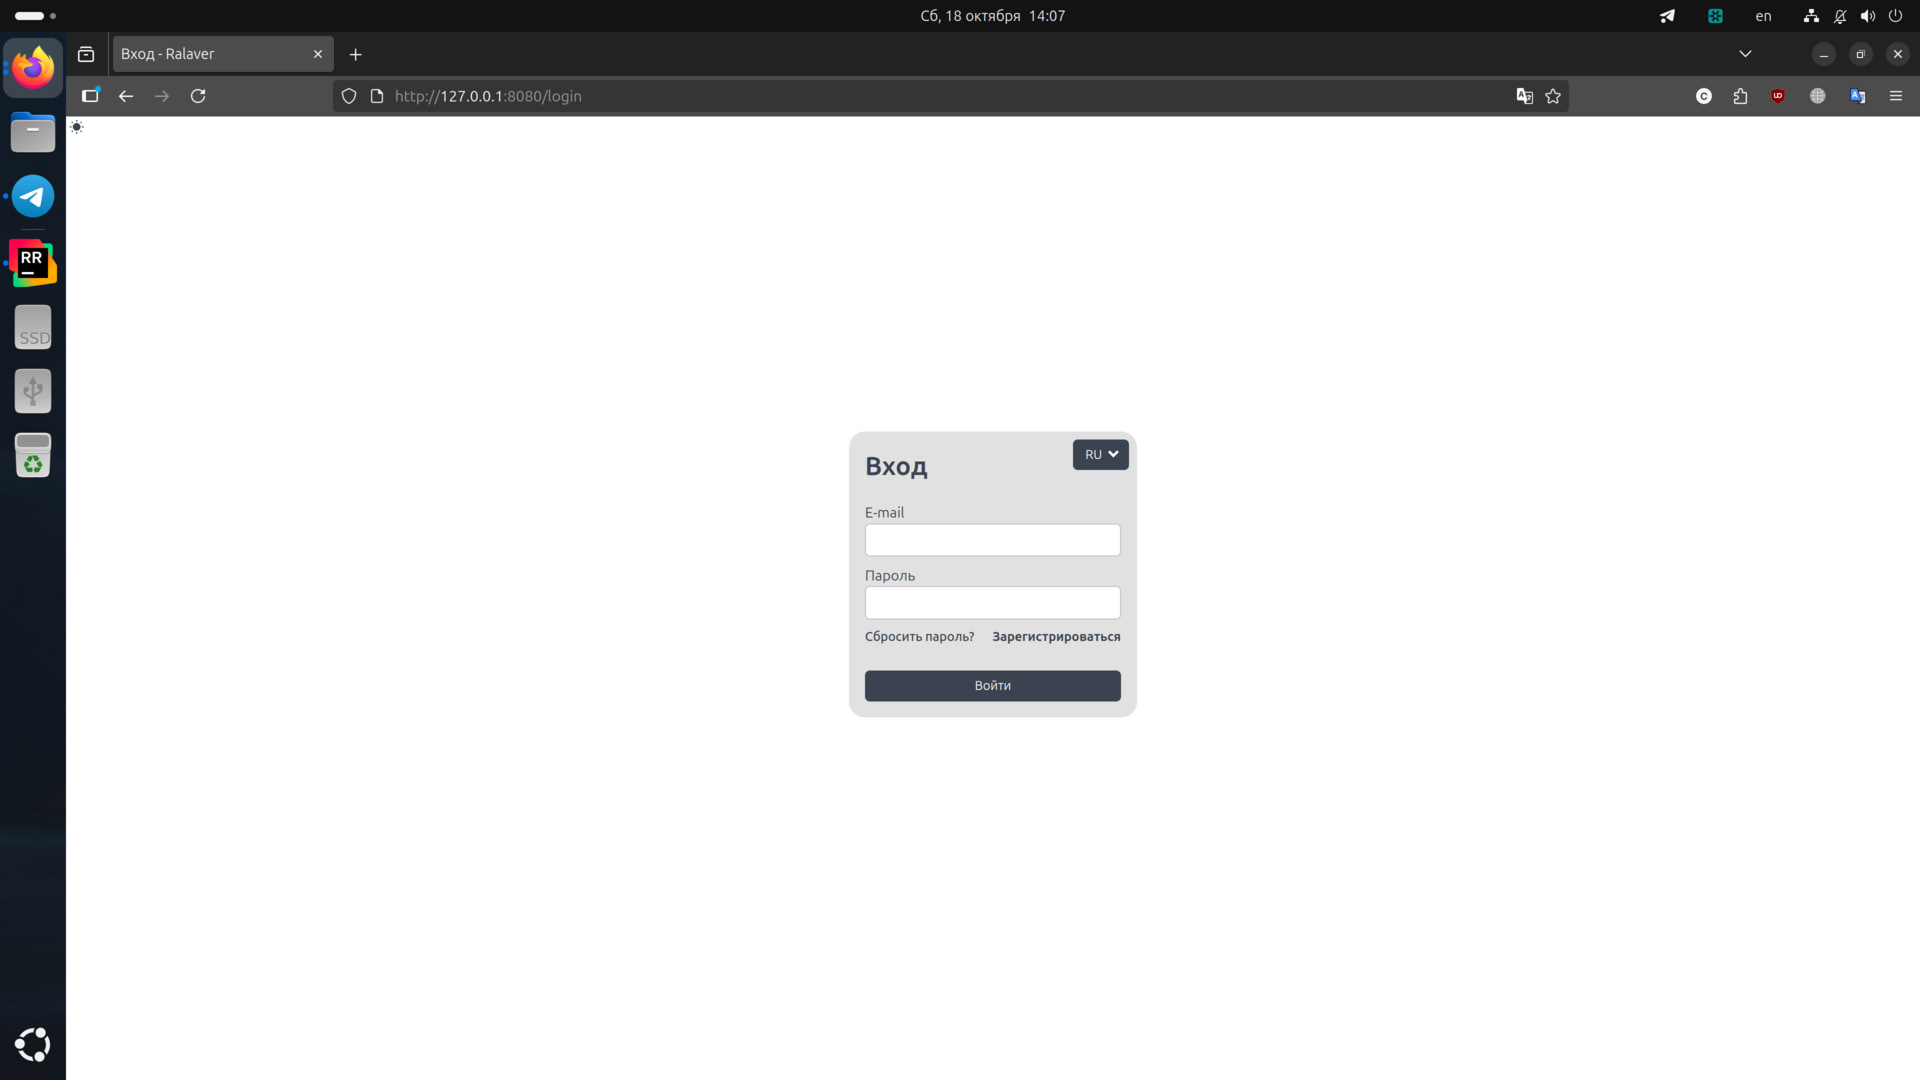 Сб, 18 октября 14:07
en
Вход - Ralaver
http://127.0.0.1:8080/login
RR
SSD
Вход
RU
E-mail
Пароль
Сбросить пароль? Зарегистрироваться
Войти